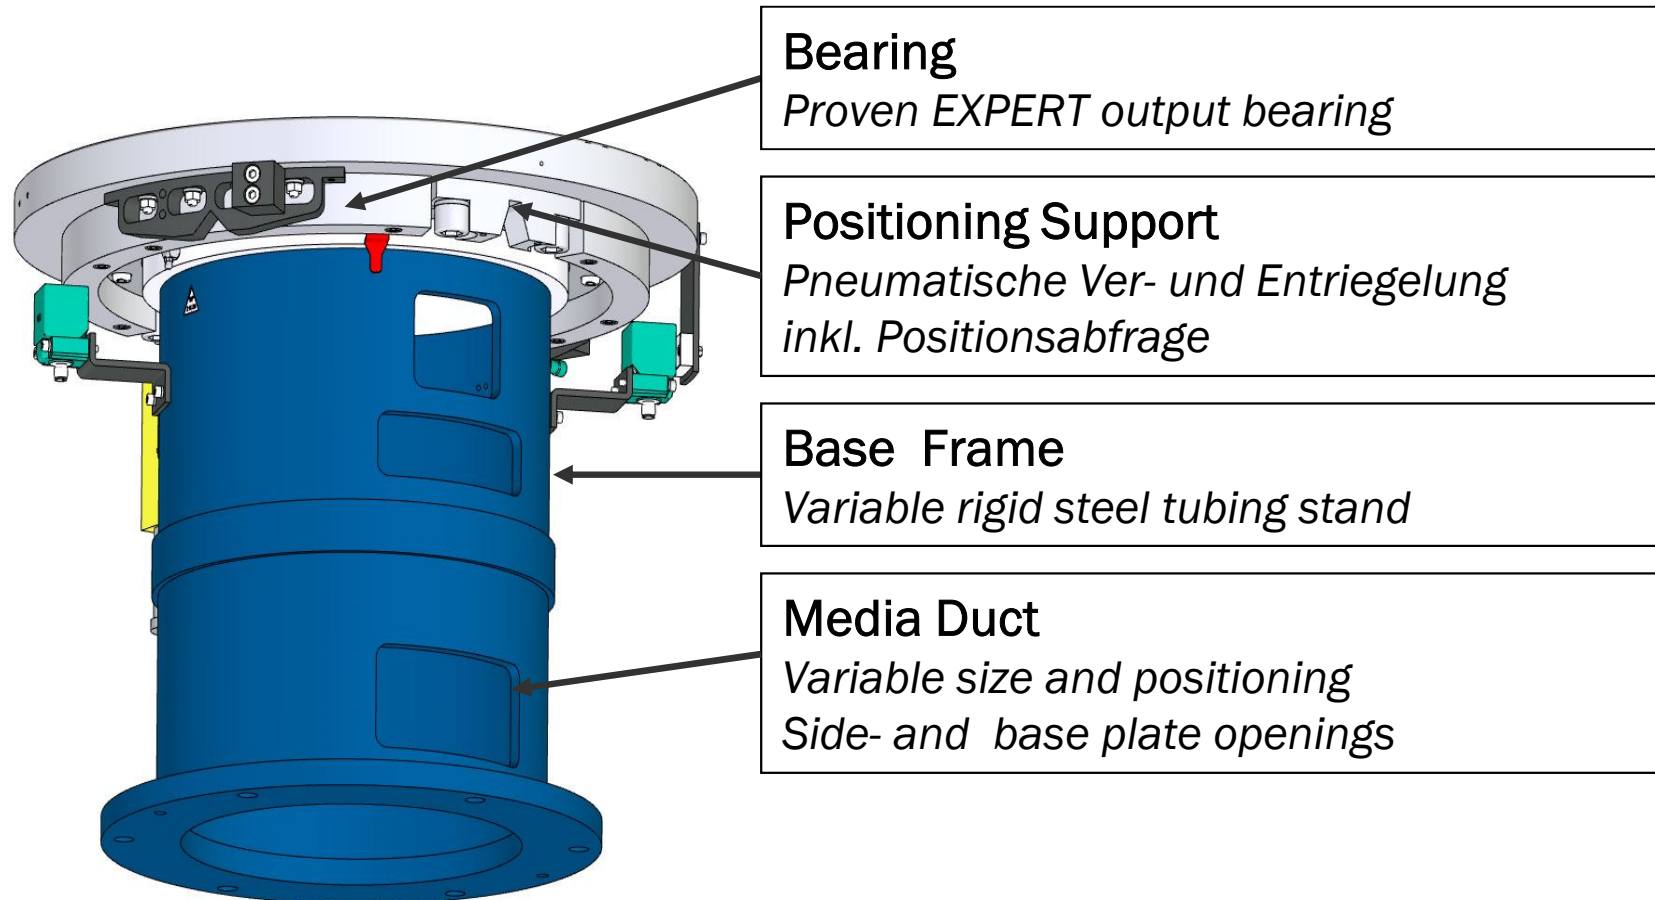 Bearing
Proven EXPERT output bearing
Positioning Support
Pneumatische Ver- und Entriegelung
inkl. Positionsabfrage
Base Frame
Variable rigid steel tubing stand
Media Duct
Variable size and positioning
Side- and base plate openings